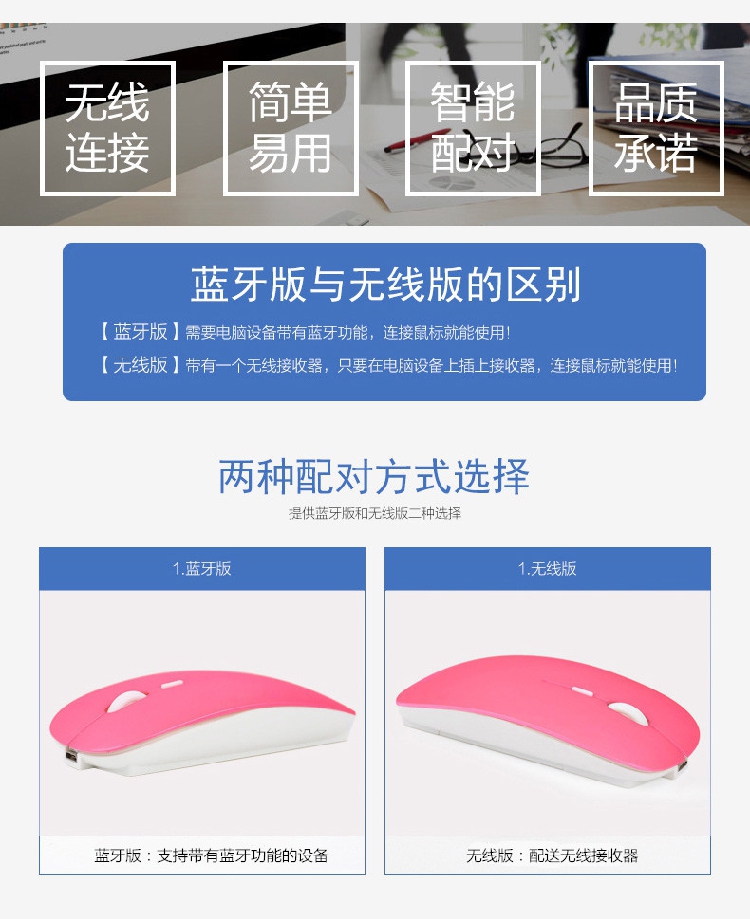 无线
连接
简单
易用
智能
配对
品质
承诺
蓝牙版与无线版的区别
【蓝牙版】需要电脑设备带有蓝牙功能，连接鼠标就能使用！
【无线版】带有一个无线接收器，只要在电脑设备上插上接收器，连接鼠标就能使用！
两种配对方式选择
提供蓝牙版和无线版二种选择
1.蓝牙版
1.无线版
蓝牙版：支持带有蓝牙功能的设备
无线版：配送无线接收器